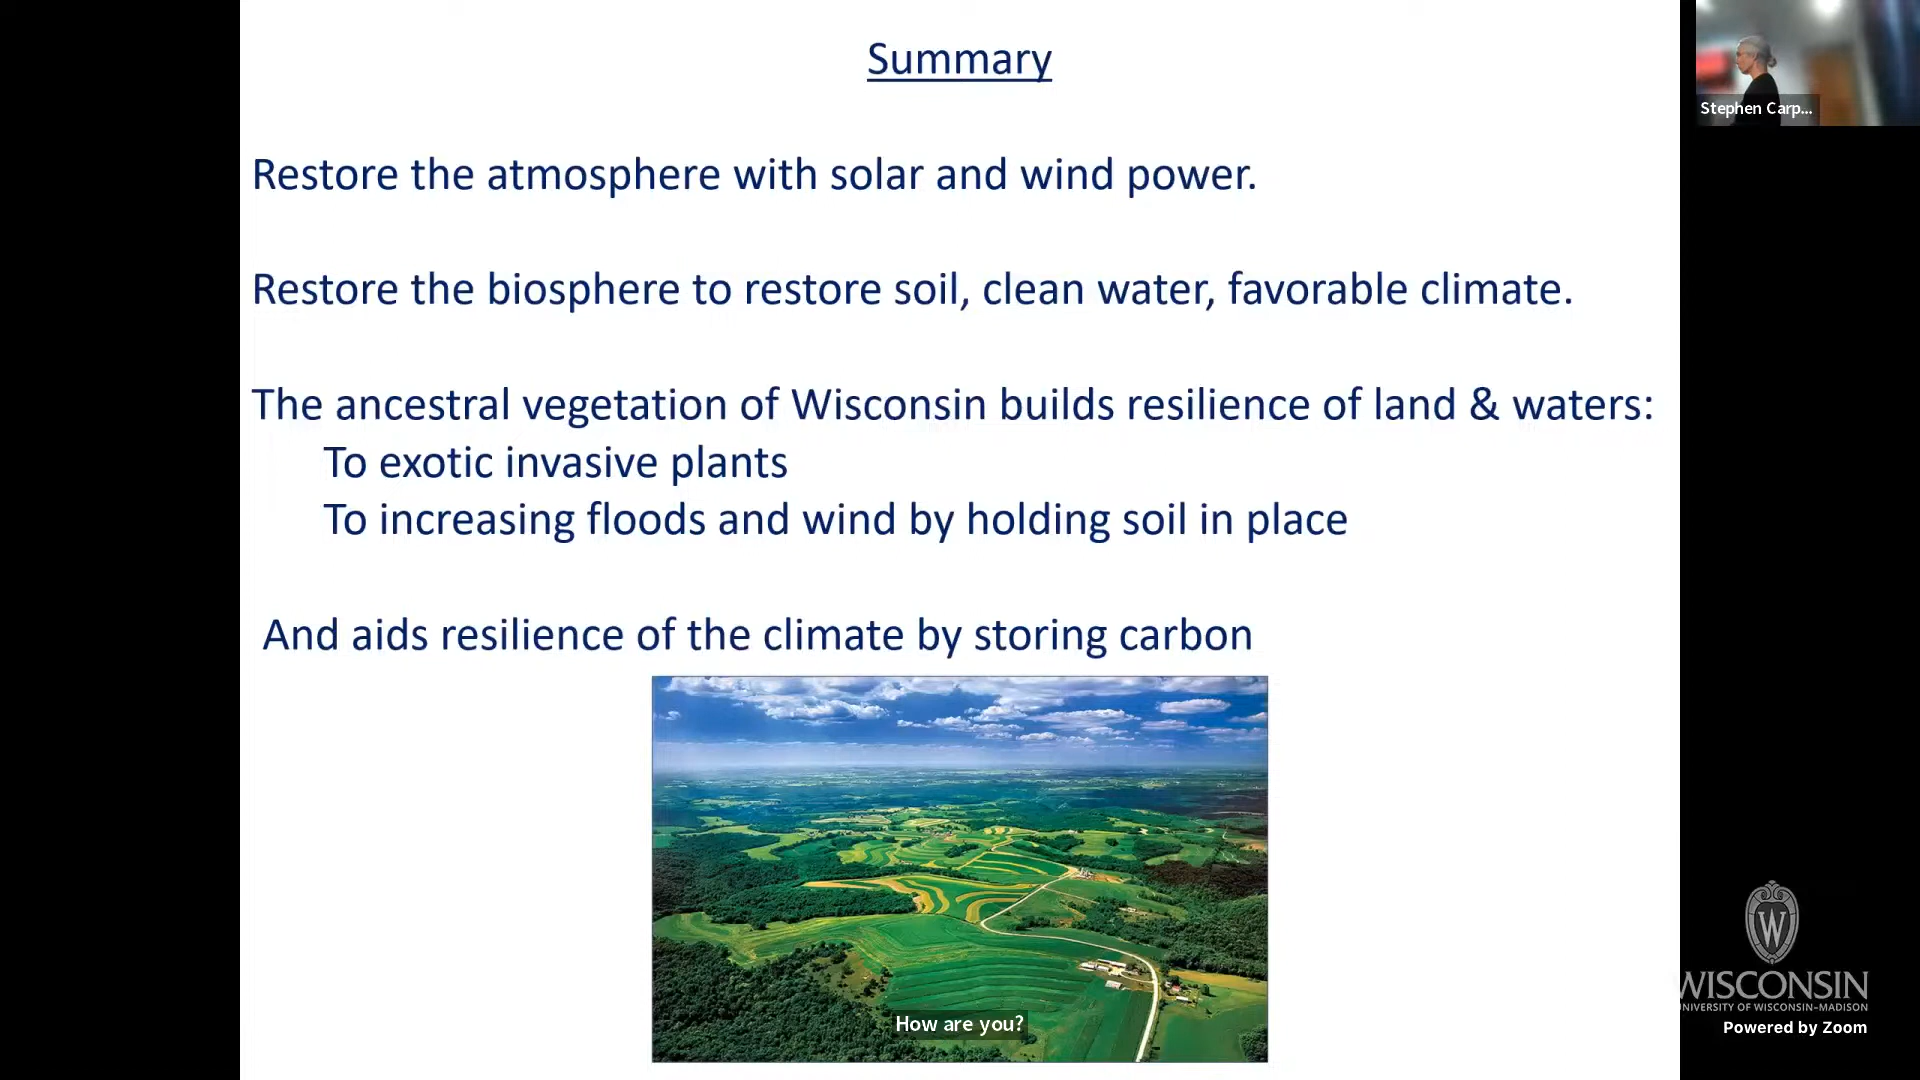 Summary
Stephen Carp...
Restore the atmosphere with solar and wind power.
Restore the biosphere to restore soil, clean water, favorable climate.
The ancestral vegetation of Wisconsin builds resilience of land & waters:
To exotic invasive plants
To increasing floods and wind by holding soil in place
And aids resilience of the climate by storing carbon
How are you?
W
WISCONSIN
UNIVERSITY OF WISCONSIN–MADISON
Powered by Zoom